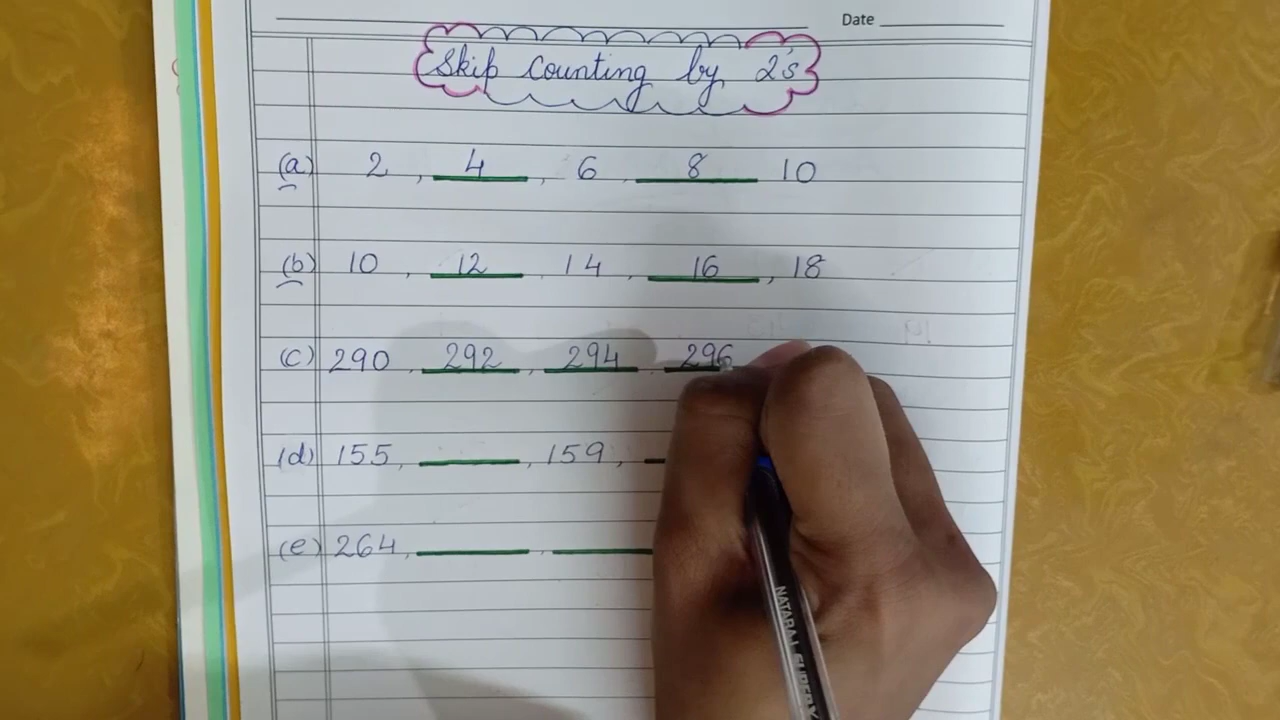 Date
Skip Counting by 2's
(a) 2, 4, 6, 8 10
(b) 10, 12, 14, 16, 18
(c) 290, 292, 294, 296
(d) 155, , 159,
(e) 264, ,
NATARAJ